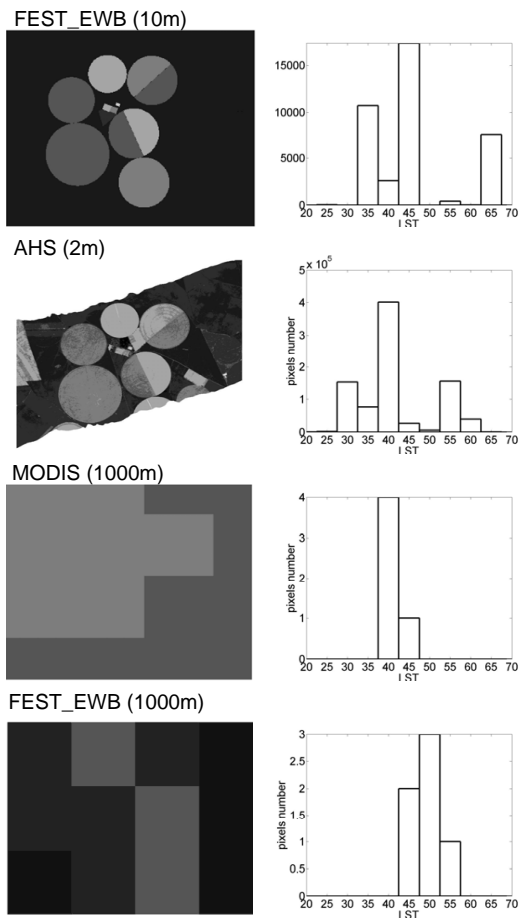 FEST_EWB (10m)
15000
10000
5000
0
20 25 30 35 40 45 50 55 60 65 70
LST
AHS (2m)
x 10^5
5
4
3
2
1
0
pixels number
20 25 30 35 40 45 50 55 60 65 70
LST
MODIS (1000m)
4
3
2
1
0
pixels number
20 25 30 35 40 45 50 55 60 65 70
LST
FEST_EWB (1000m)
3
2.5
2
1.5
1
0.5
0
pixels number
20 25 30 35 40 45 50 55 60 65 70
LST